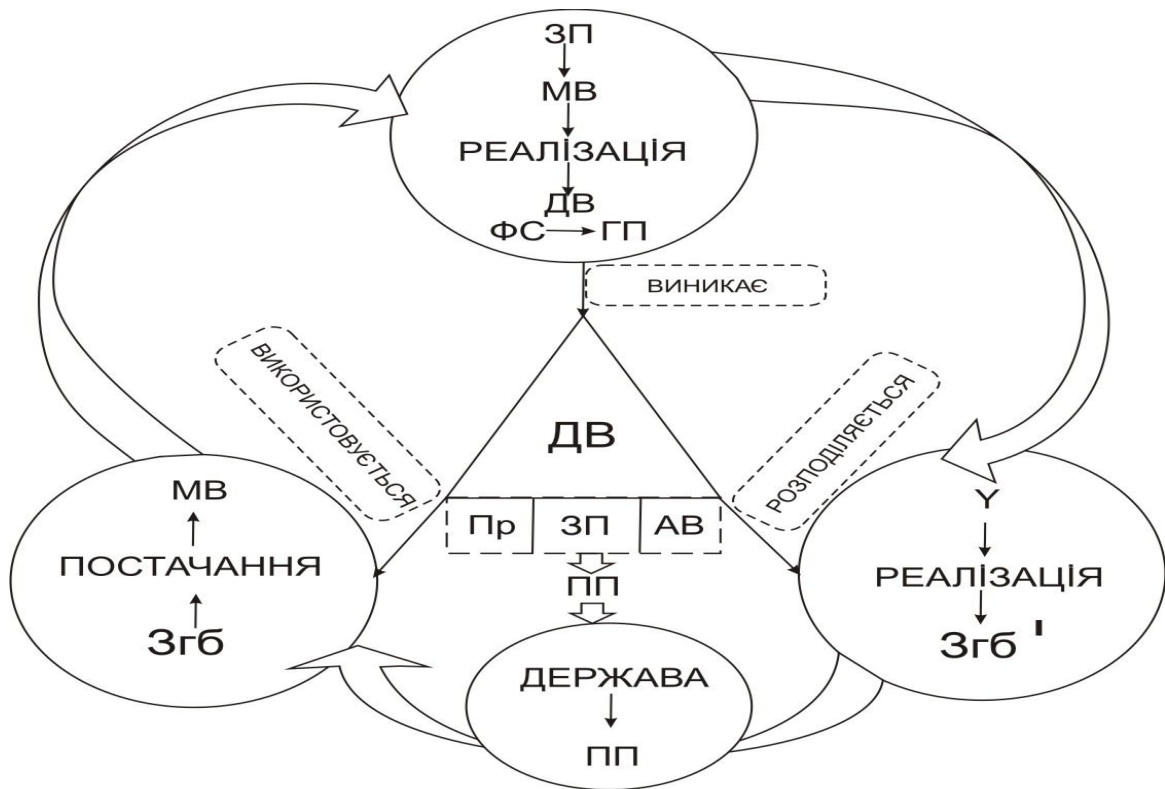 ЗП
МВ
РЕАЛІЗАЦІЯ
ДВ
ФС ГП
ВИНИКАЄ
ВИКОРИСТОВУЄТЬСЯ
РОЗПОДІЛЯЄТЬСЯ
ДВ
Пр ЗП АВ
ПП
МВ
ПОСТАЧАННЯ
Згб
Y
РЕАЛІЗАЦІЯ
Згб '
ДЕРЖАВА
ПП